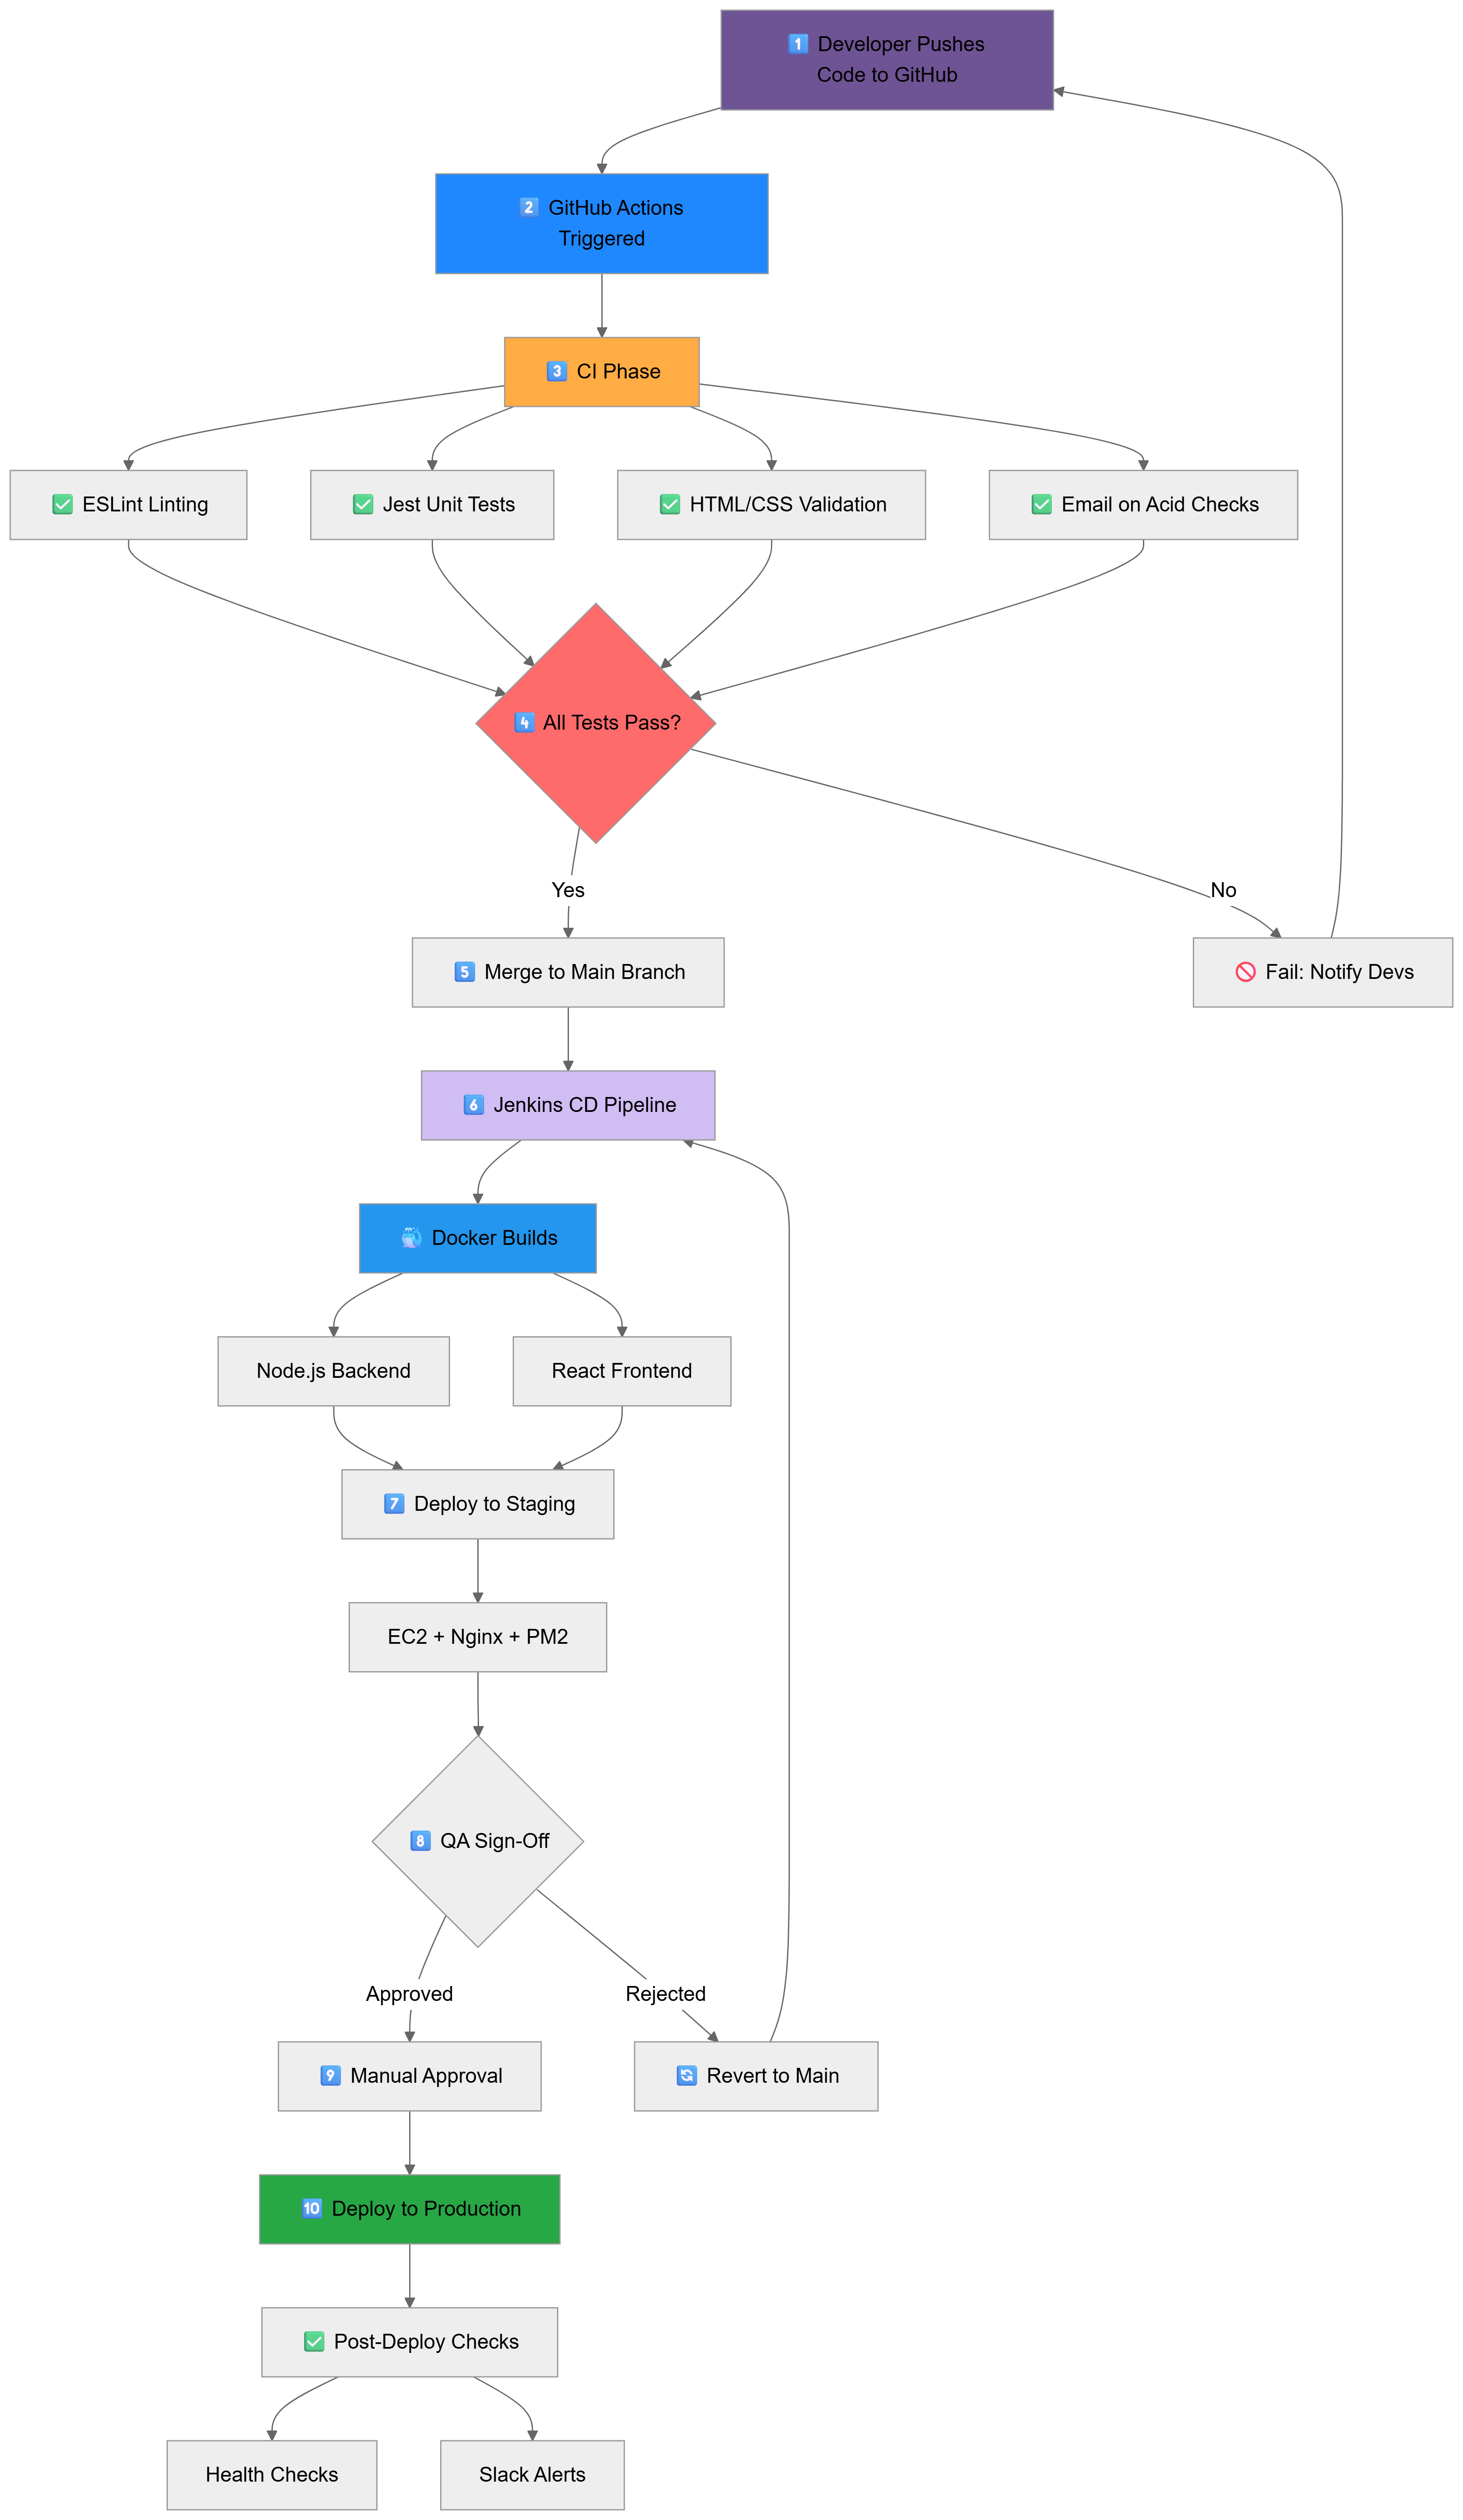 1️⃣ Developer Pushes
Code to GitHub
2️⃣ GitHub Actions
Triggered
3️⃣ CI Phase
✅ ESLint Linting
✅ Jest Unit Tests
✅ HTML/CSS Validation
✅ Email on Acid Checks
4️⃣ All Tests Pass?
Yes
No
5️⃣ Merge to Main Branch
🚫 Fail: Notify Devs
6️⃣ Jenkins CD Pipeline
🐳 Docker Builds
Node.js Backend
React Frontend
7️⃣ Deploy to Staging
EC2 + Nginx + PM2
8️⃣ QA Sign-Off
Approved
Rejected
9️⃣ Manual Approval
🔄 Revert to Main
🔟 Deploy to Production
✅ Post-Deploy Checks
Health Checks
Slack Alerts